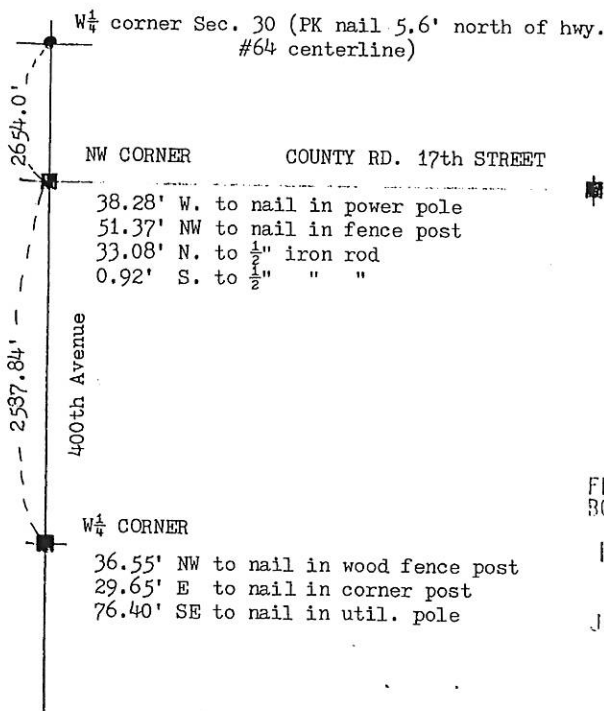 W¼ corner Sec. 30 (PK nail 5.6' north of hwy.
#64 centerline)
2654.0'
NW CORNER COUNTY RD. 17th STREET
38.28' W. to nail in power pole
51.37' NW to nail in fence post
33.08' N. to ½" iron rod
0.92' S. to ½" " "
2537.84'
400th Avenue
W¼ CORNER
36.55' NW to nail in wood fence post
29.65' E to nail in corner post
76.40' SE to nail in util. pole